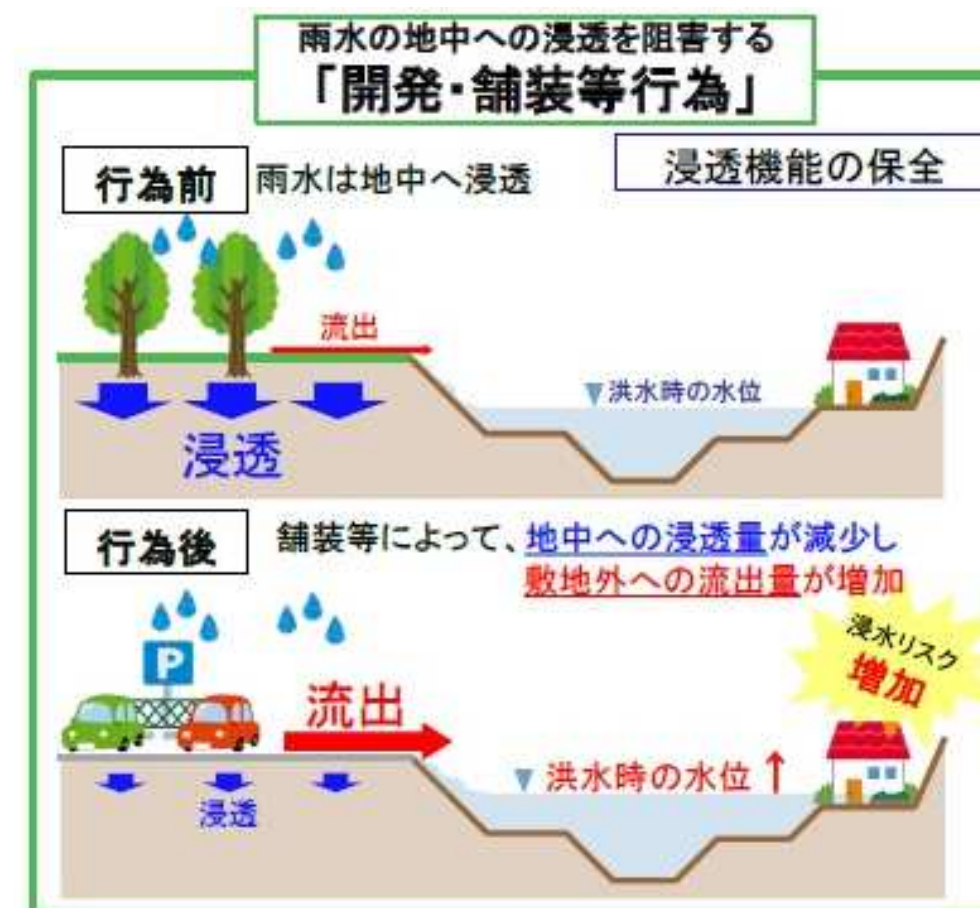 雨水の地中への浸透を阻害する
「開発・舗装等行為」
浸透機能の保全
行為前
雨水は地中へ浸透
流出
▼洪水時の水位
浸透
行為後
舗装等によって、地中への浸透量が減少し
敷地外への流出量が増加
浸水リスク
増加
P
流出
▼ 洪水時の水位↑
浸透